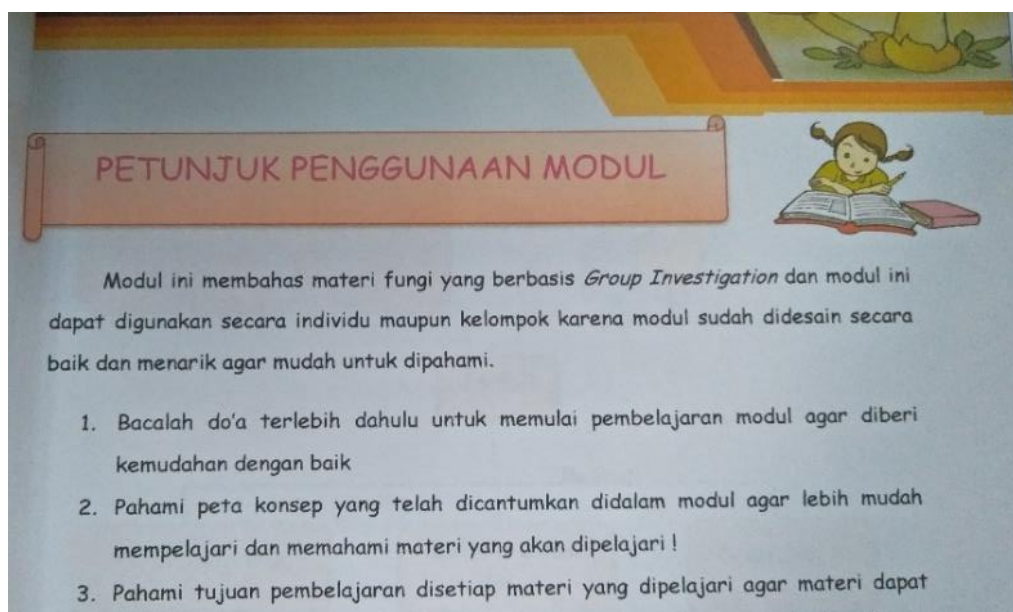 PETUNJUK PENGGUNAAN MODUL
Modul ini membahas materi fungi yang berbasis Group Investigation dan modul ini
dapat digunakan secara individu maupun kelompok karena modul sudah didesain secara
baik dan menarik agar mudah untuk dipahami.
1. Bacalah do'a terlebih dahulu untuk memulai pembelajaran modul agar diberi
kemudahan dengan baik
2. Pahami peta konsep yang telah dicantumkan didalam modul agar lebih mudah
mempelajari dan memahami materi yang akan dipelajari !
3. Pahami tujuan pembelajaran disetiap materi yang dipelajari agar materi dapat